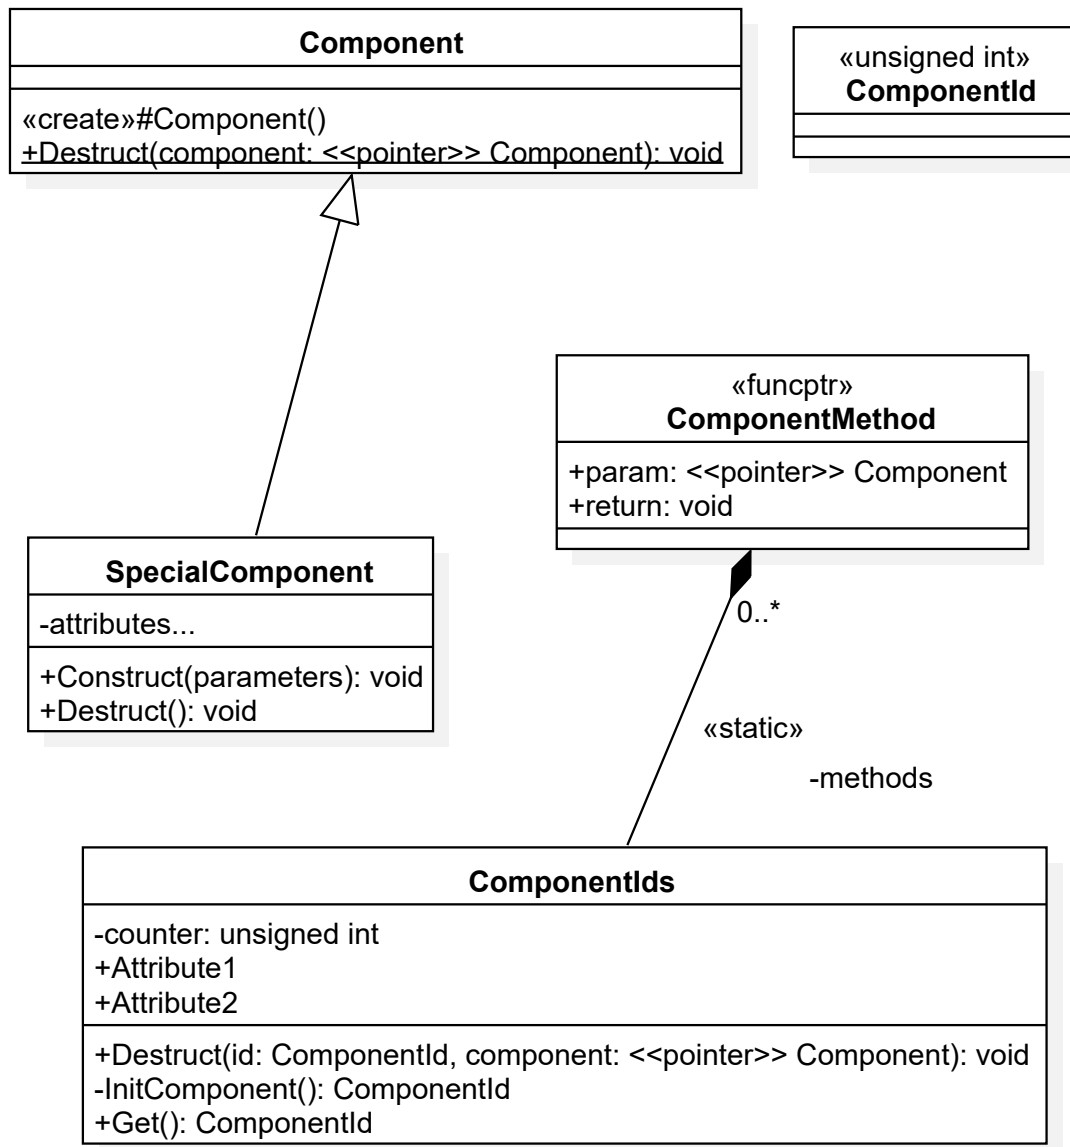 Component
«create»#Component()
+Destruct(component: <<pointer>> Component): void
«unsigned int»
ComponentId
«funcptr»
ComponentMethod
+param: <<pointer>> Component
+return: void
SpecialComponent
-attributes...
+Construct(parameters): void
+Destruct(): void
0..*
«static»
-methods
ComponentIds
-counter: unsigned int
+Attribute1
+Attribute2
+Destruct(id: ComponentId, component: <<pointer>> Component): void
-InitComponent(): ComponentId
+Get(): ComponentId